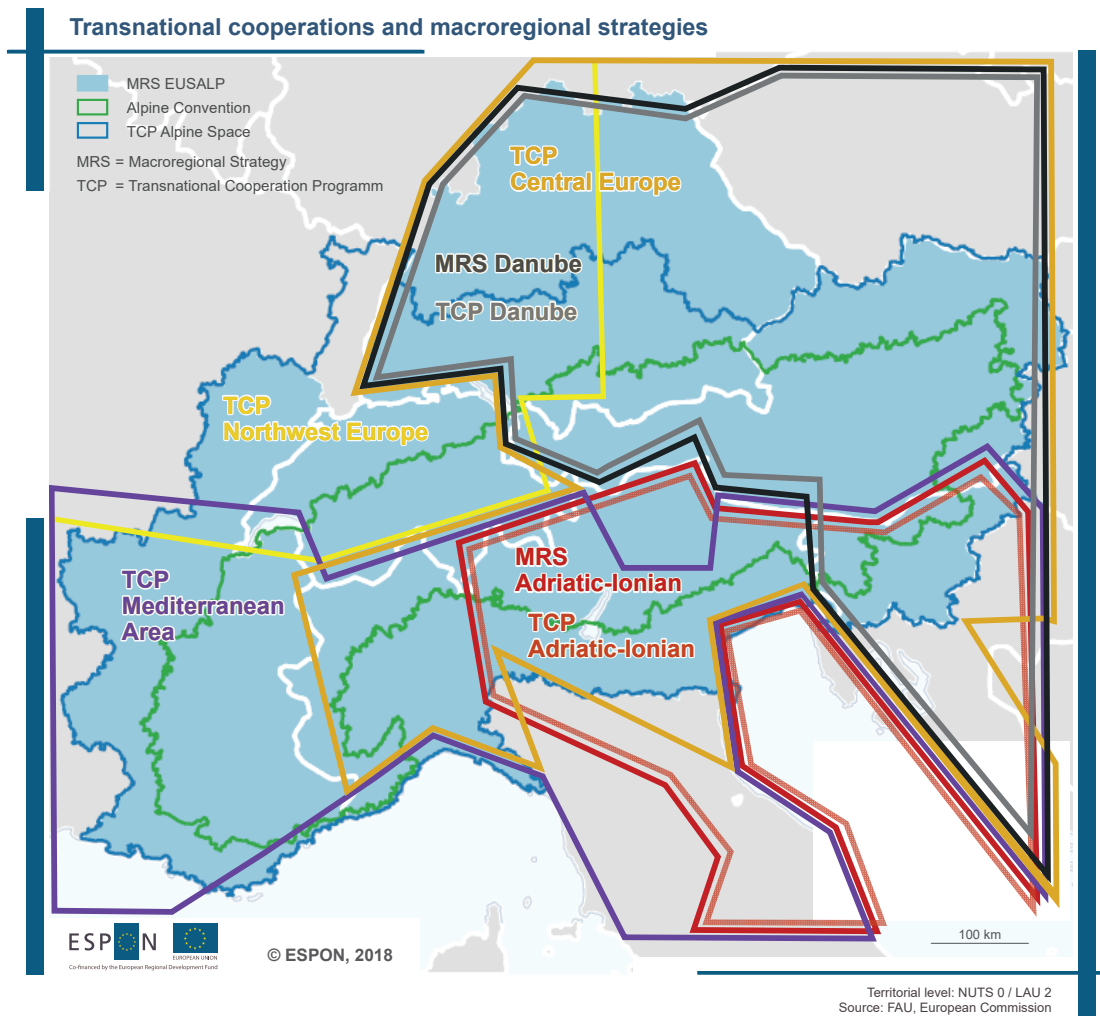 Transnational cooperations and macroregional strategies
MRS EUSALP
Alpine Convention
TCP Alpine Space
MRS = Macroregional Strategy
TCP = Transnational Cooperation Programm
TCP
Central Europe
MRS Danube
TCP Danube
TCP
Northwest Europe
MRS
Adriatic-Ionian
TCP
Mediterranean
Area
TCP
Adriatic-Ionian
ESPON
EUROPEAN UNION
Co-financed by the European Regional Development Fund
© ESPON, 2018
100 km
Territorial level: NUTS 0 / LAU 2
Source: FAU, European Commission